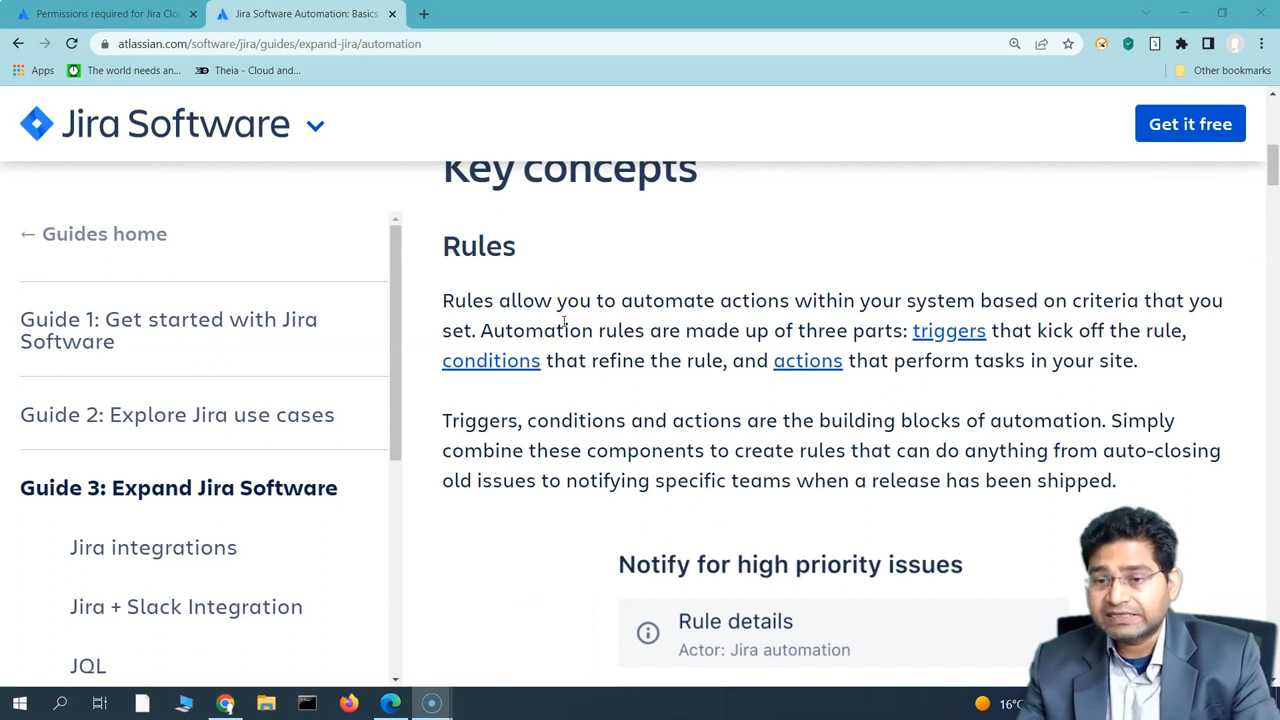 Permissions required for Jira Clo
Jira Software Automation: Basics
atlassian.com/software/jira/guides/expand-jira/automation
Apps
The world needs an...
Theia - Cloud and...
Other bookmarks
Jira Software
Get it free
Key concepts
← Guides home
Rules
Rules allow you to automate actions within your system based on criteria that you
set. Automation rules are made up of three parts: triggers that kick off the rule,
conditions that refine the rule, and actions that perform tasks in your site.
Guide 1: Get started with Jira
Software
Guide 2: Explore Jira use cases
Triggers, conditions and actions are the building blocks of automation. Simply
combine these components to create rules that can do anything from auto-closing
old issues to notifying specific teams when a release has been shipped.
Guide 3: Expand Jira Software
Jira integrations
Jira + Slack Integration
JQL
Notify for high priority issues
Rule details
Actor: Jira automation
16°C